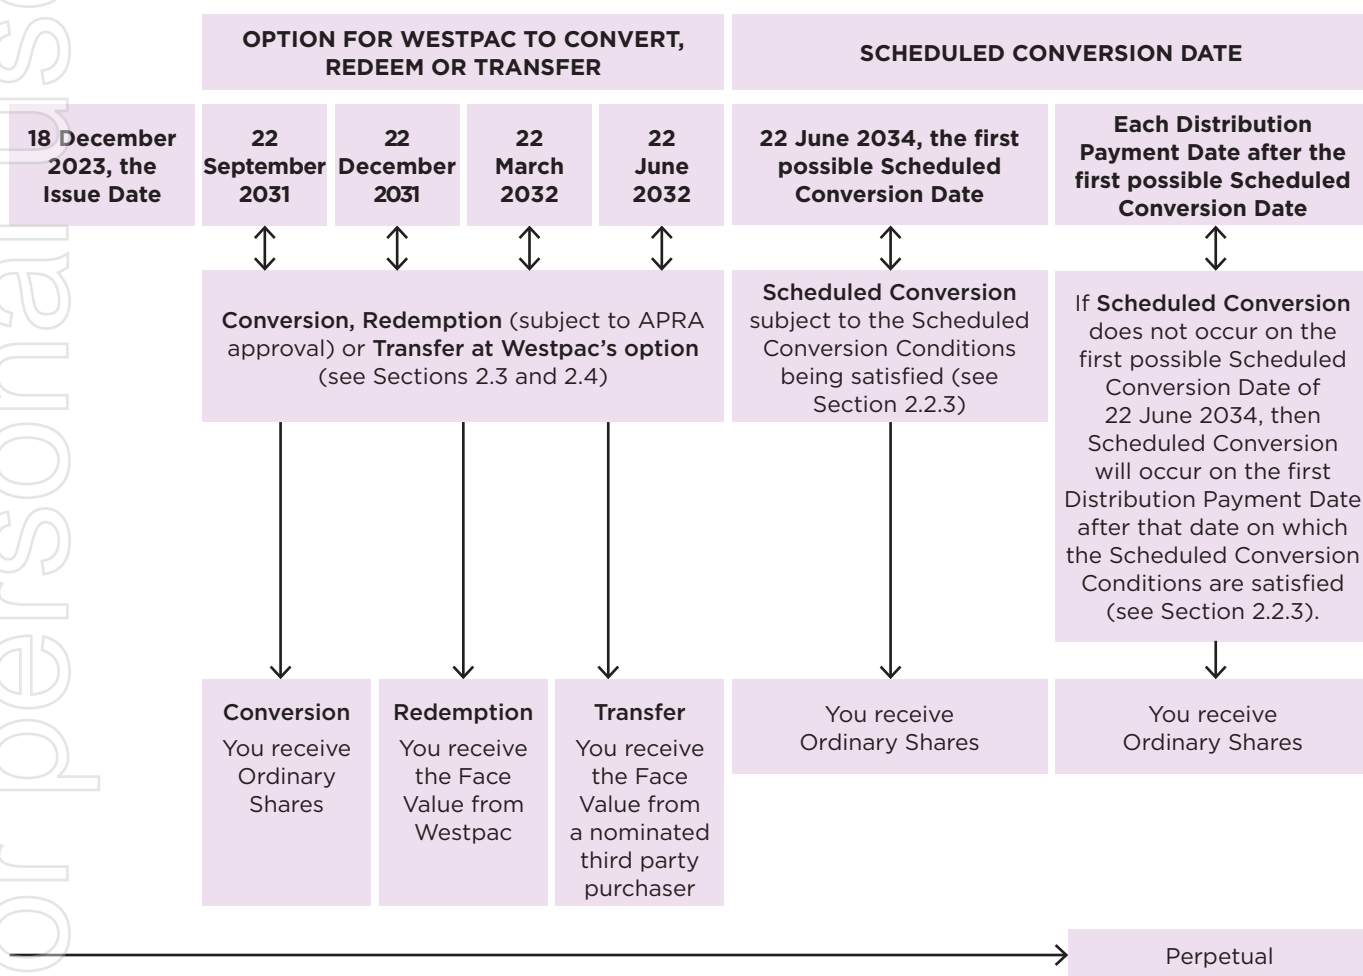 OPTION FOR WESTPAC TO CONVERT,
REDEEM OR TRANSFER
SCHEDULED CONVERSION DATE
18 December
2023, the
Issue Date
22
September
2031
22
December
2031
22
March
2032
22
June
2032
22 June 2034, the first
possible Scheduled
Conversion Date
Each Distribution
Payment Date after the
first possible Scheduled
Conversion Date
Conversion, Redemption (subject to APRA
approval) or Transfer at Westpac's option
(see Sections 2.3 and 2.4)
Scheduled Conversion
subject to the Scheduled
Conversion Conditions
being satisfied (see
Section 2.2.3)
If Scheduled Conversion
does not occur on the
first possible Scheduled
Conversion Date of
22 June 2034, then
Scheduled Conversion
will occur on the first
Distribution Payment Date
after that date on which
the Scheduled Conversion
Conditions are satisfied
(see Section 2.2.3).
Conversion
You receive
Ordinary
Shares
Redemption
You receive
the Face
Value from
Westpac
Transfer
You receive
the Face
Value from
a nominated
third party
purchaser
You receive
Ordinary Shares
You receive
Ordinary Shares
Perpetual
or personal use